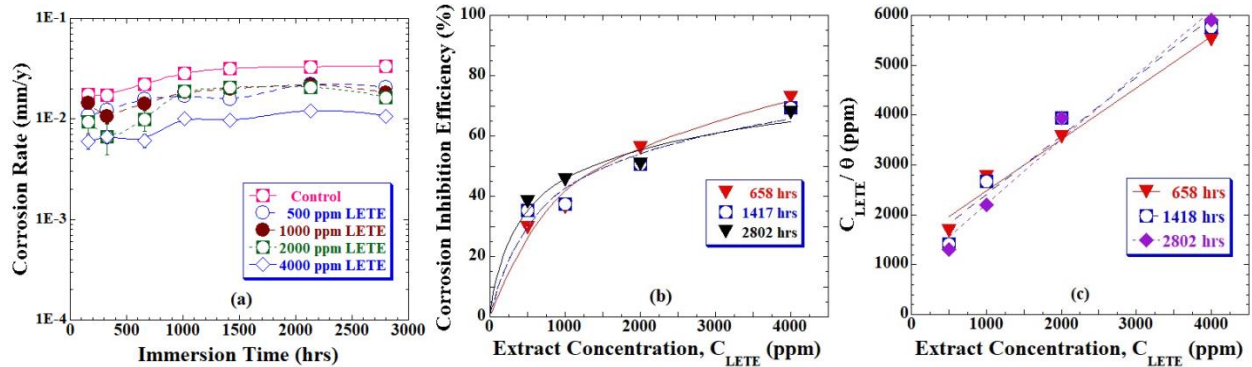 Corrosion Rate (mm/y)
1E-1
1E-2
1E-3
1E-4
Control
500 ppm LETE
1000 ppm LETE
2000 ppm LETE
4000 ppm LETE
(a)
0 500 1000 1500 2000 2500 3000
Immersion Time (hrs)
Corrosion Inhibition Efficiency (%)
100
80
60
40
20
0
658 hrs
1417 hrs
2802 hrs
(b)
0 1000 2000 3000 4000
Extract Concentration, C_LETE (ppm)
C_LETE / θ (ppm)
6000
5000
4000
3000
2000
1000
0
658 hrs
1418 hrs
2802 hrs
(c)
0 1000 2000 3000 4000
Extract Concentration, C_LETE (ppm)